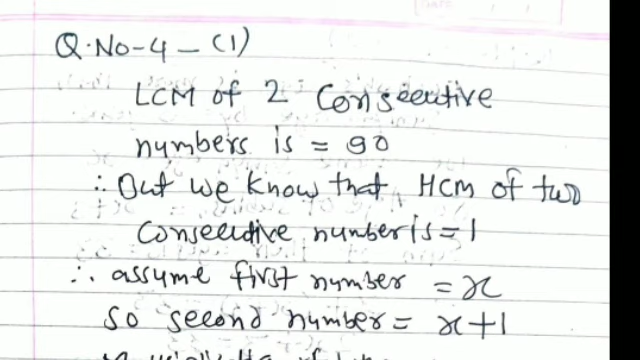 Q.No-4-(1)
LCM of 2 Conseeutive
numbers is = 90
∴ But we know that HCM of two
Consecutive number is = 1
∴ assume first number = x
so second number = x+1